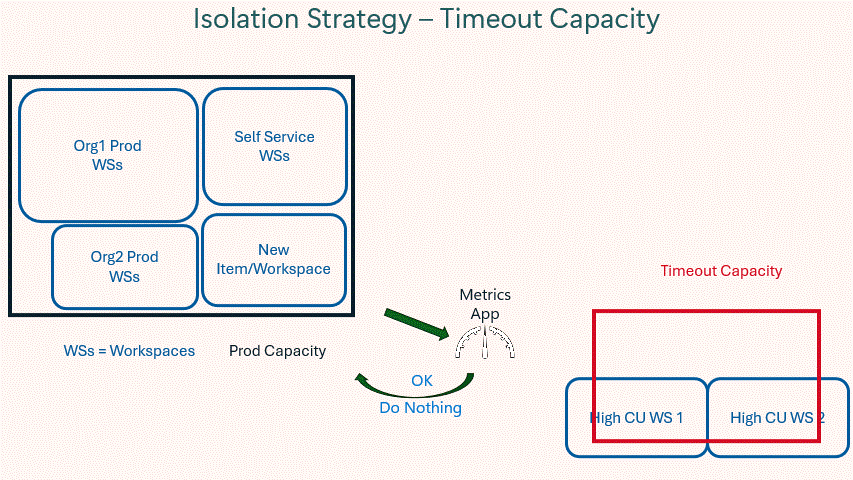 Isolation Strategy – Timeout Capacity
Org1 Prod
WSs
Self Service
WSs
Org2 Prod
WSs
New
Item/Workspace
WSs = Workspaces
Prod Capacity
Metrics
App
OK
Do Nothing
Timeout Capacity
High CU WS 1
High CU WS 2